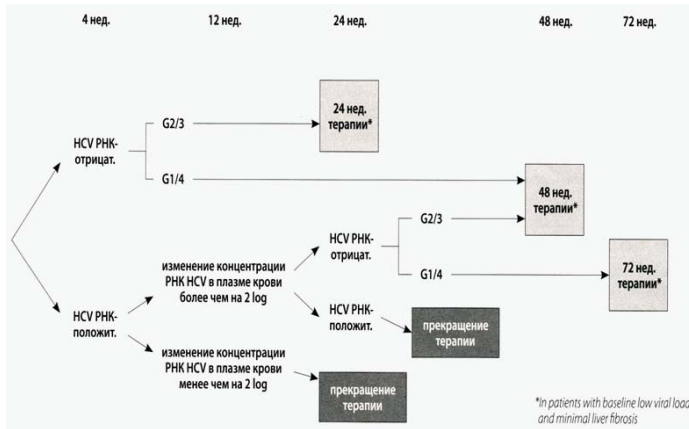 4 нед. 12 нед. 24 нед. 48 нед. 72 нед.
24 нед.
терапии*
G2/3
HCV РНК-
отрицат.
G1/4
48 нед.
терапии*
G2/3
HCV РНК-
отрицат.
изменение концентрации
РНК HCV в плазме крови
более чем на 2 log
G1/4
72 нед.
терапии*
HCV РНК-
положит.
HCV РНК-
положит.
прекращение
терапии
изменение концентрации
РНК HCV в плазме крови
менее чем на 2 log
прекращение
терапии
*In patients with baseline low viral load
and minimal liver fibrosis